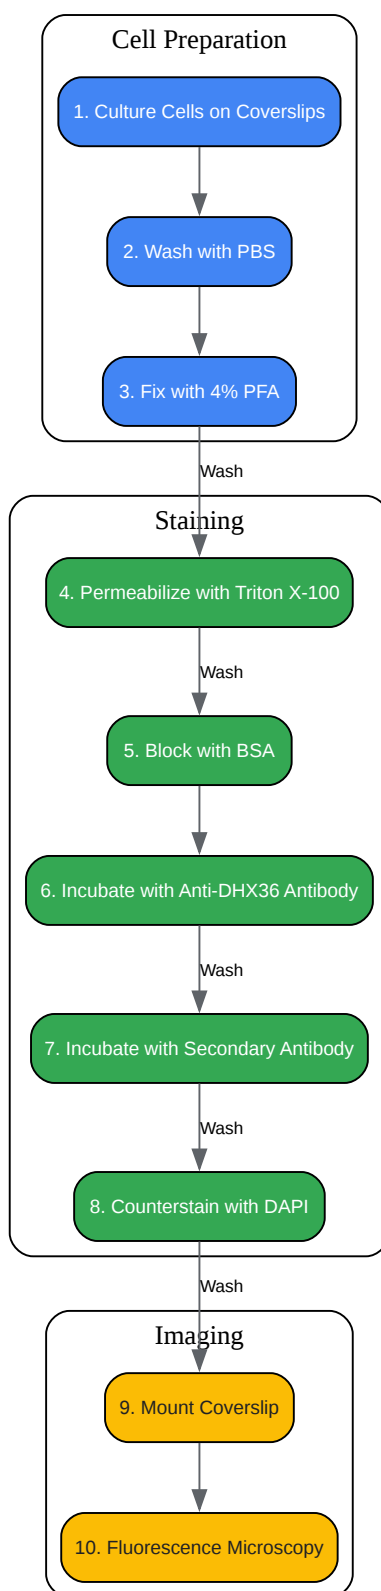 Cell Preparation
1. Culture Cells on Coverslips
2. Wash with PBS
3. Fix with 4% PFA
Wash
Staining
4. Permeabilize with Triton X-100
Wash
5. Block with BSA
6. Incubate with Anti-DHX36 Antibody
Wash
7. Incubate with Secondary Antibody
Wash
8. Counterstain with DAPI
Wash
Imaging
9. Mount Coverslip
10. Fluorescence Microscopy